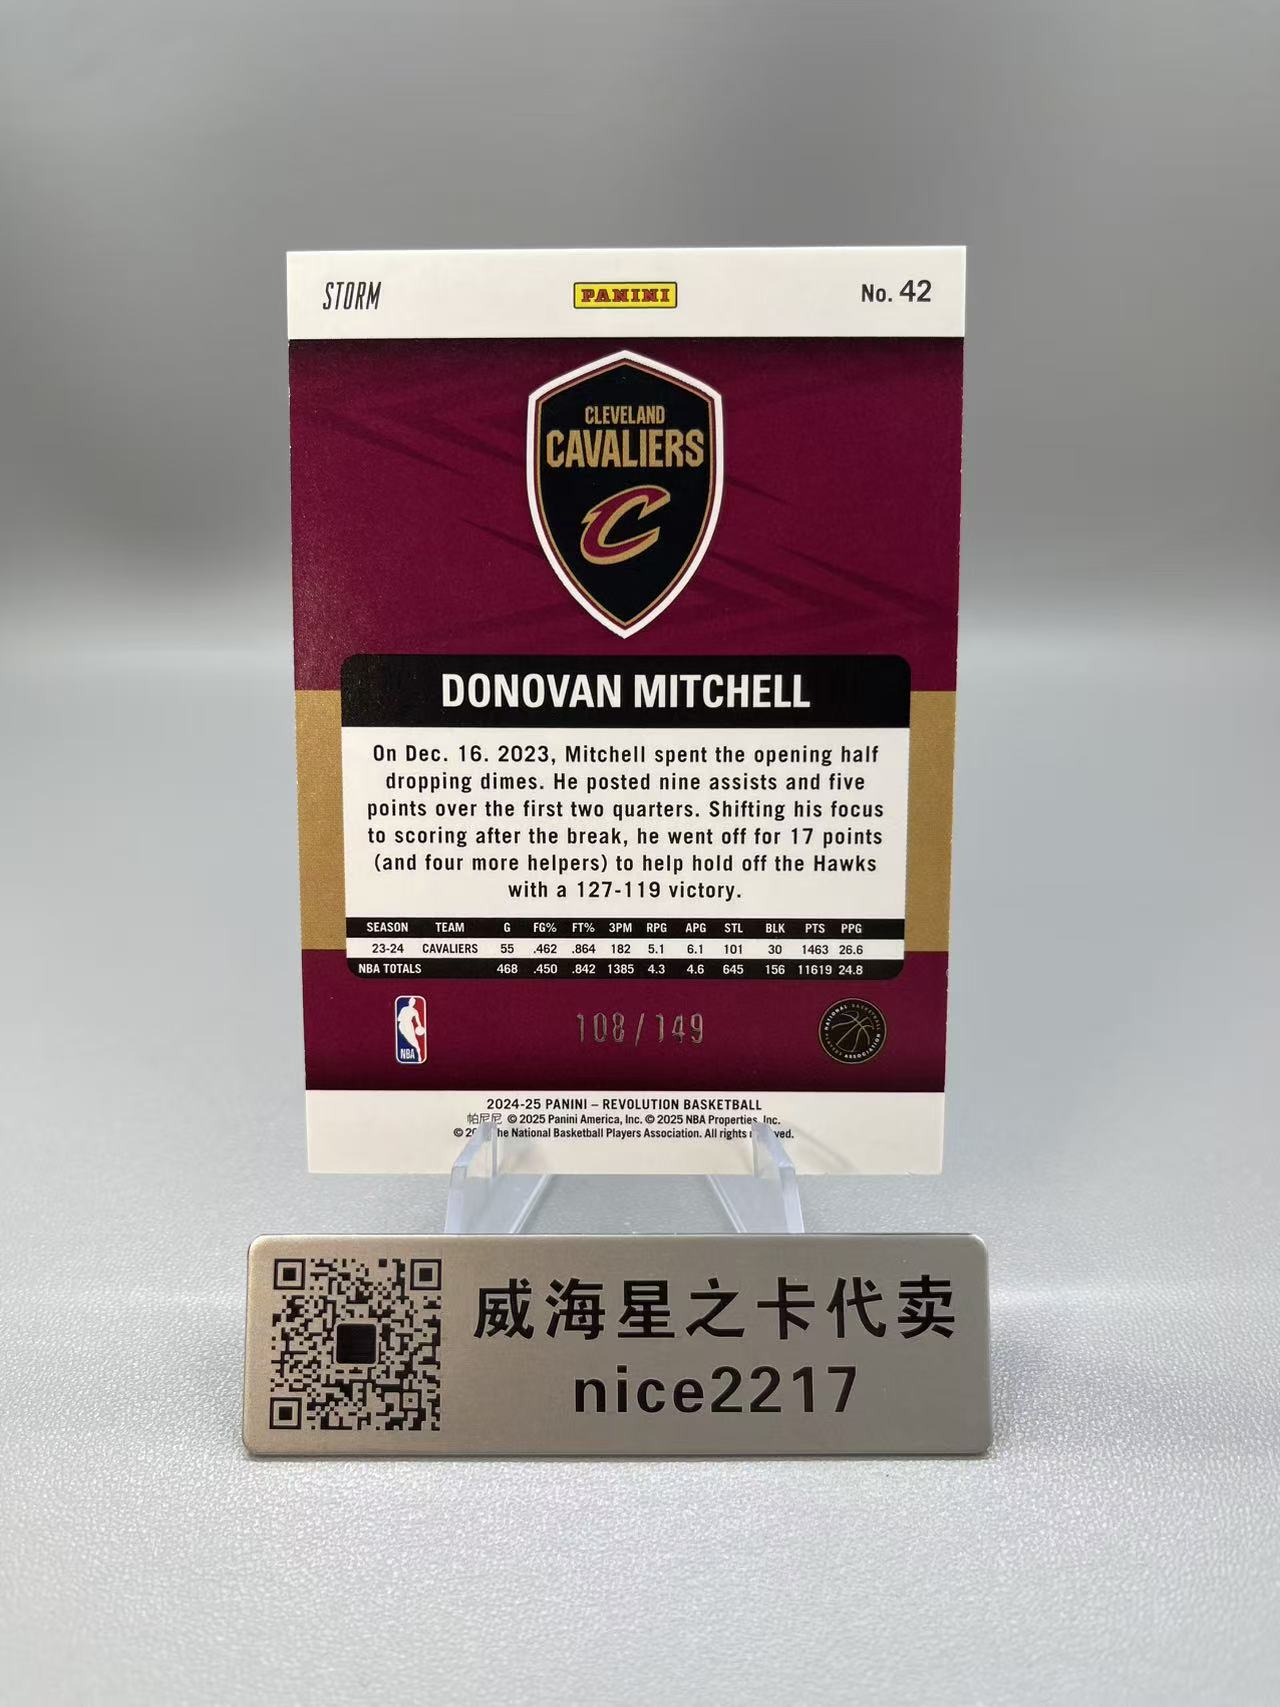 STORM PANINI No. 42
CLEVELAND
CAVALIERS
C
DONOVAN MITCHELL
On Dec. 16. 2023, Mitchell spent the opening half
dropping dimes. He posted nine assists and five
points over the first two quarters. Shifting his focus
to scoring after the break, he went off for 17 points
(and four more helpers) to help hold off the Hawks
with a 127-119 victory.
SEASON TEAM G FG% FT% 3PM RPG APG STL BLK PTS PPG
23-24 CAVALIERS 55 .462 .864 182 5.1 6.1 101 30 1463 26.6
NBA TOTALS 468 .450 .842 1385 4.3 4.6 645 156 11619 24.8
NBA 108/149 NATIONAL BASKETBALL PLAYERS ASSOCIATION
2024-25 PANINI – REVOLUTION BASKETBALL
帕尼尼 © 2025 Panini America, Inc. © 2025 NBA Properties, Inc.
© National Basketball Players Association. All rights
威海星之卡代卖
nice2217